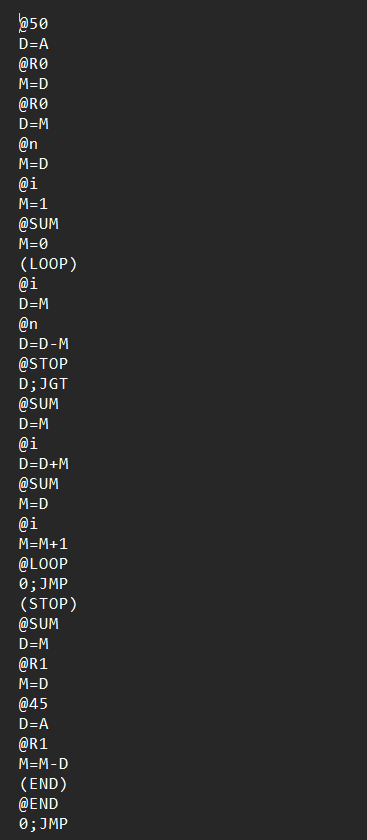 @50
D=A
@R0
M=D
@R0
D=M
@n
M=D
@i
M=1
@SUM
M=0
(LOOP)
@i
D=M
@n
D=D-M
@STOP
D;JGT
@SUM
D=M
@i
D=D+M
@SUM
M=D
@i
M=M+1
@LOOP
0;JMP
(STOP)
@SUM
D=M
@R1
M=D
@45
D=A
@R1
M=M-D
(END)
@END
0;JMP